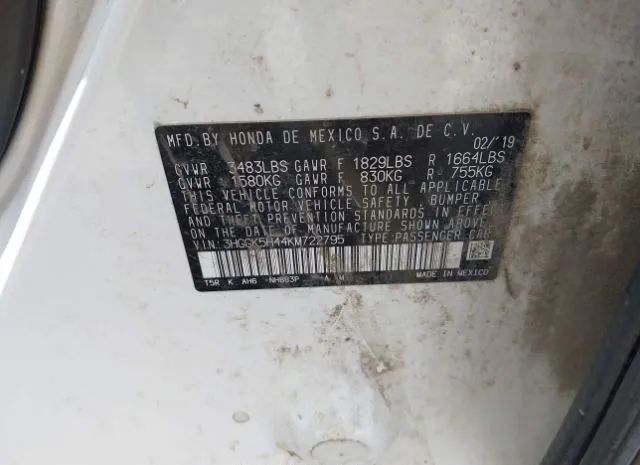 MFD.BY HONDA DE MEXICO S.A. DE C.V. 02/'19
GVWR 3483LBS GAWR F 1829LBS R 1664LBS
GVWR 1580KG GAWR F 830KG R 755KG
THIS VEHICLE CONFORMS TO ALL APPLICABLE
FEDERAL MOTOR VEHICLE SAFETY, BUMPER,
AND THEFT PREVENTION STANDARDS IN EFFECT
ON THE DATE OF MANUFACTURE SHOWN ABOVE.
VIN: 3HGGK5H44KM722795 TYPE:PASSENGER CAR
T5R K AH6 NH883P A M MADE IN MEXICO